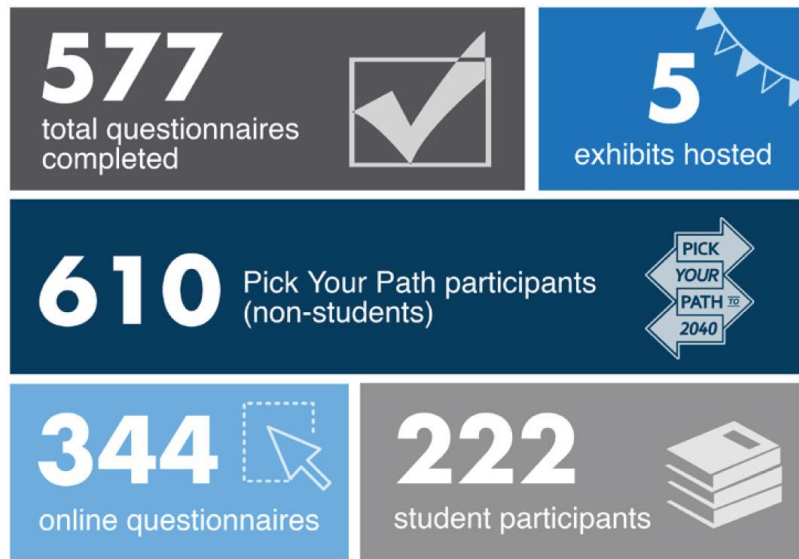 577
total questionnaires
completed
5
exhibits hosted
610
Pick Your Path participants
(non-students)
PICK
YOUR
PATH TO
2040
344
online questionnaires
222
student participants